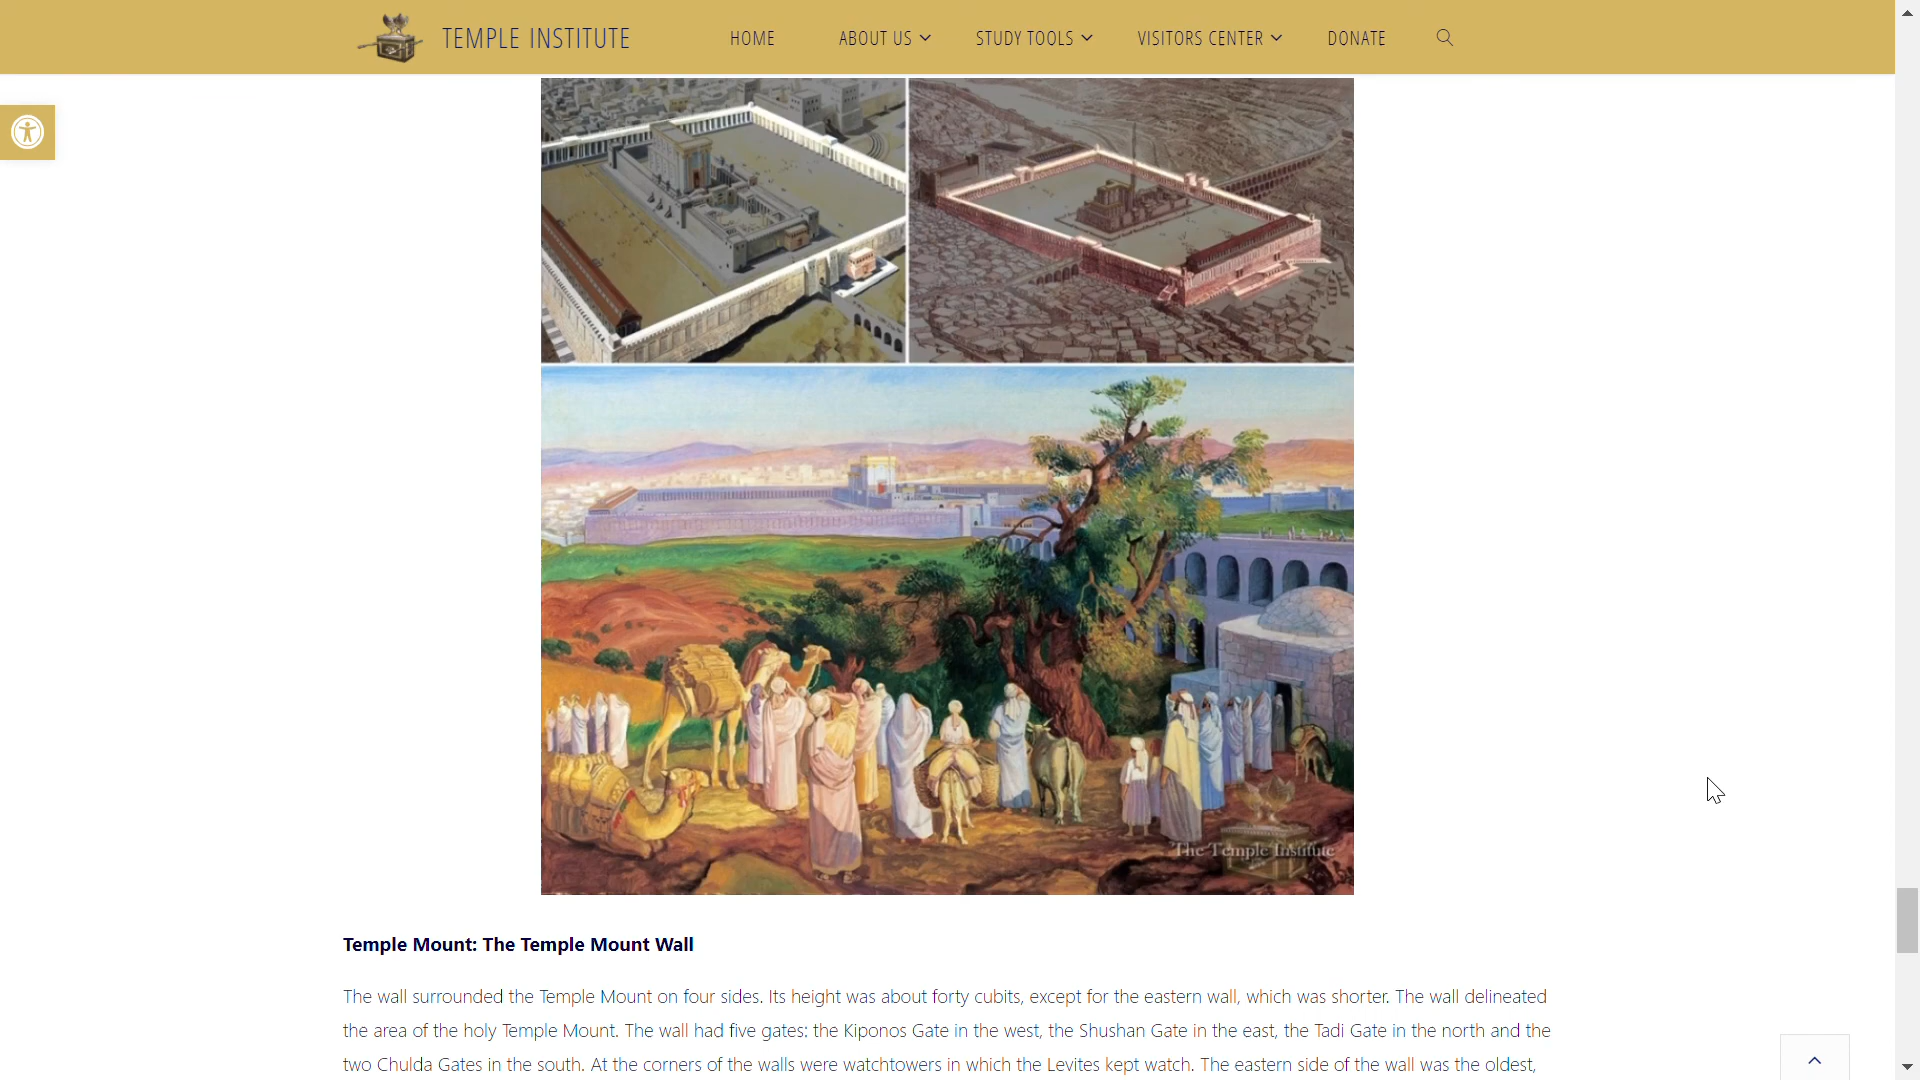 TEMPLE INSTITUTE
HOME
ABOUT US
STUDY TOOLS
VISITORS CENTER
DONATE
The Temple Institute
Temple Mount: The Temple Mount Wall
The wall surrounded the Temple Mount on four sides. Its height was about forty cubits, except for the eastern wall, which was shorter. The wall delineated
the area of the holy Temple Mount. The wall had five gates: the Kiponos Gate in the west, the Shushan Gate in the east, the Tadi Gate in the north and the
two Chulda Gates in the south. At the corners of the walls were watchtowers in which the Levites kept watch. The eastern side of the wall was the oldest,